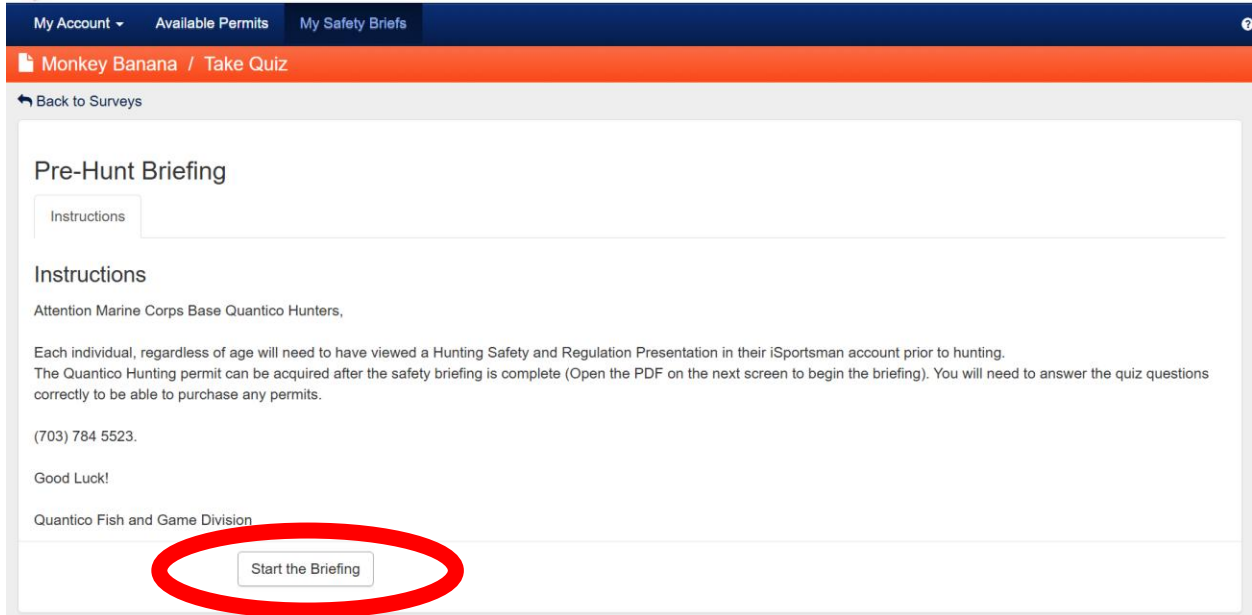 My Account Available Permits My Safety Briefs
Monkey Banana / Take Quiz
Back to Surveys
Pre-Hunt Briefing
Instructions
Instructions
Attention Marine Corps Base Quantico Hunters,
Each individual, regardless of age will need to have viewed a Hunting Safety and Regulation Presentation in their iSportsman account prior to hunting.
The Quantico Hunting permit can be acquired after the safety briefing is complete (Open the PDF on the next screen to begin the briefing). You will need to answer the quiz questions
correctly to be able to purchase any permits.
(703) 784 5523.
Good Luck!
Quantico Fish and Game Division
Start the Briefing